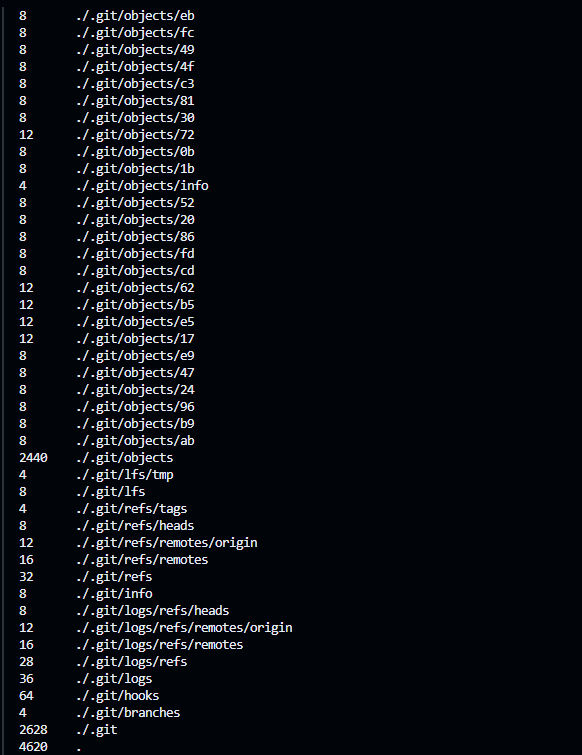 8 ./.git/objects/eb
8 ./.git/objects/fc
8 ./.git/objects/49
8 ./.git/objects/4f
8 ./.git/objects/c3
8 ./.git/objects/81
8 ./.git/objects/30
12 ./.git/objects/72
8 ./.git/objects/0b
8 ./.git/objects/1b
4 ./.git/objects/info
8 ./.git/objects/52
8 ./.git/objects/20
8 ./.git/objects/86
8 ./.git/objects/fd
8 ./.git/objects/cd
12 ./.git/objects/62
12 ./.git/objects/b5
12 ./.git/objects/e5
12 ./.git/objects/17
8 ./.git/objects/e9
8 ./.git/objects/47
8 ./.git/objects/24
8 ./.git/objects/96
8 ./.git/objects/b9
8 ./.git/objects/ab
2440 ./.git/objects
4 ./.git/lfs/tmp
8 ./.git/lfs
4 ./.git/refs/tags
8 ./.git/refs/heads
12 ./.git/refs/remotes/origin
16 ./.git/refs/remotes
32 ./.git/refs
8 ./.git/info
8 ./.git/logs/refs/heads
12 ./.git/logs/refs/remotes/origin
16 ./.git/logs/refs/remotes
28 ./.git/logs/refs
36 ./.git/logs
64 ./.git/hooks
4 ./.git/branches
2628 ./.git
4620 .